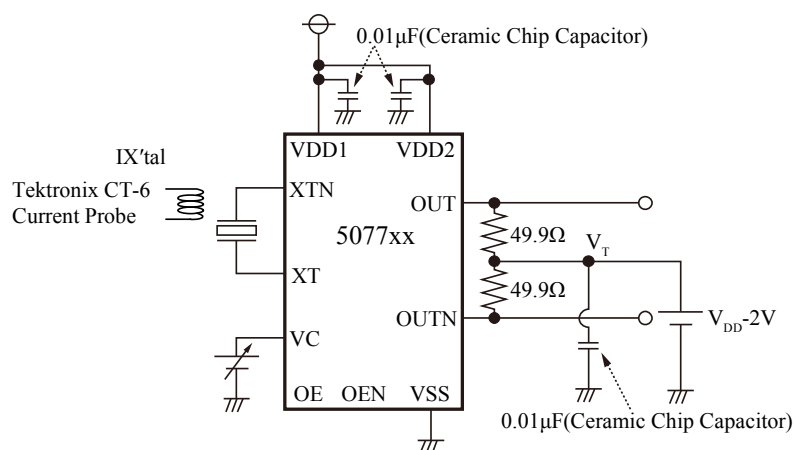 0.01μF(Ceramic Chip Capacitor)
VDD1
VDD2
IX'tal
Tektronix CT-6
Current Probe
XTN
OUT
5077xx
49.9Ω
V_T
XT
49.9Ω
OUTN
V_DD-2V
VC
OE
OEN
VSS
0.01μF(Ceramic Chip Capacitor)